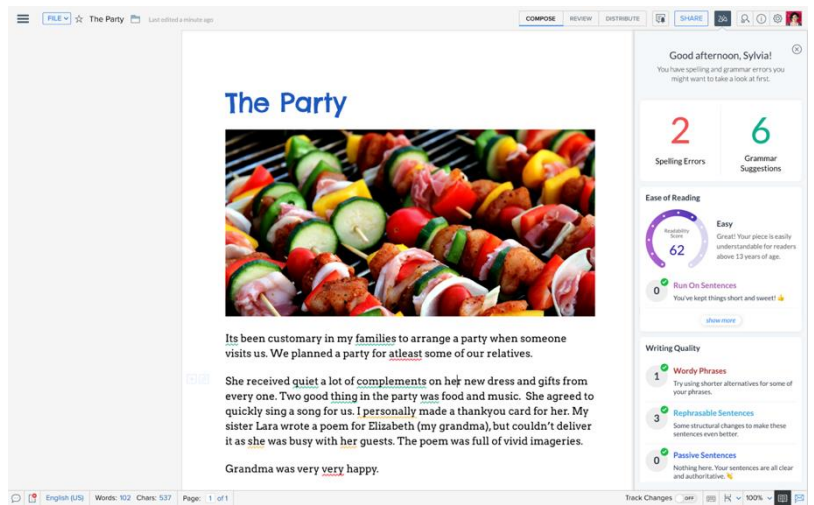 FILE The Party Last edited a minute ago COMPOSE REVIEW DISTRIBUTE SHARE
Good afternoon, Sylvia!
You have spelling and grammar errors you
might want to take a look at first.
The Party
2 6
Spelling Errors Grammar
Suggestions
Ease of Reading
Readability
Score
62
Easy
Great! Your piece is easily
understandable for readers
above 13 years of age.
0 Run On Sentences
You've kept things short and sweet! 👍
show more
Its been customary in my families to arrange a party when someone
visits us. We planned a party for atleast some of our relatives.
She received quiet a lot of complements on her new dress and gifts from
every one. Two good thing in the party was food and music. She agreed to
quickly sing a song for us. I personally made a thankyou card for her. My
sister Lara wrote a poem for Elizabeth (my grandma), but couldn't deliver
it as she was busy with her guests. The poem was full of vivid imageries.
Grandma was very very happy.
Writing Quality
1 Wordy Phrases
Try using shorter alternatives for some of
your phrases.
3 Rephrasable Sentences
Some structural changes to make these
sentences even better.
0 Passive Sentences
Nothing here. Your sentences are all clear
and authoritative. 👏
English (US) Words: 102 Chars: 537 Page: 1 of 1 Track Changes OFF 100%